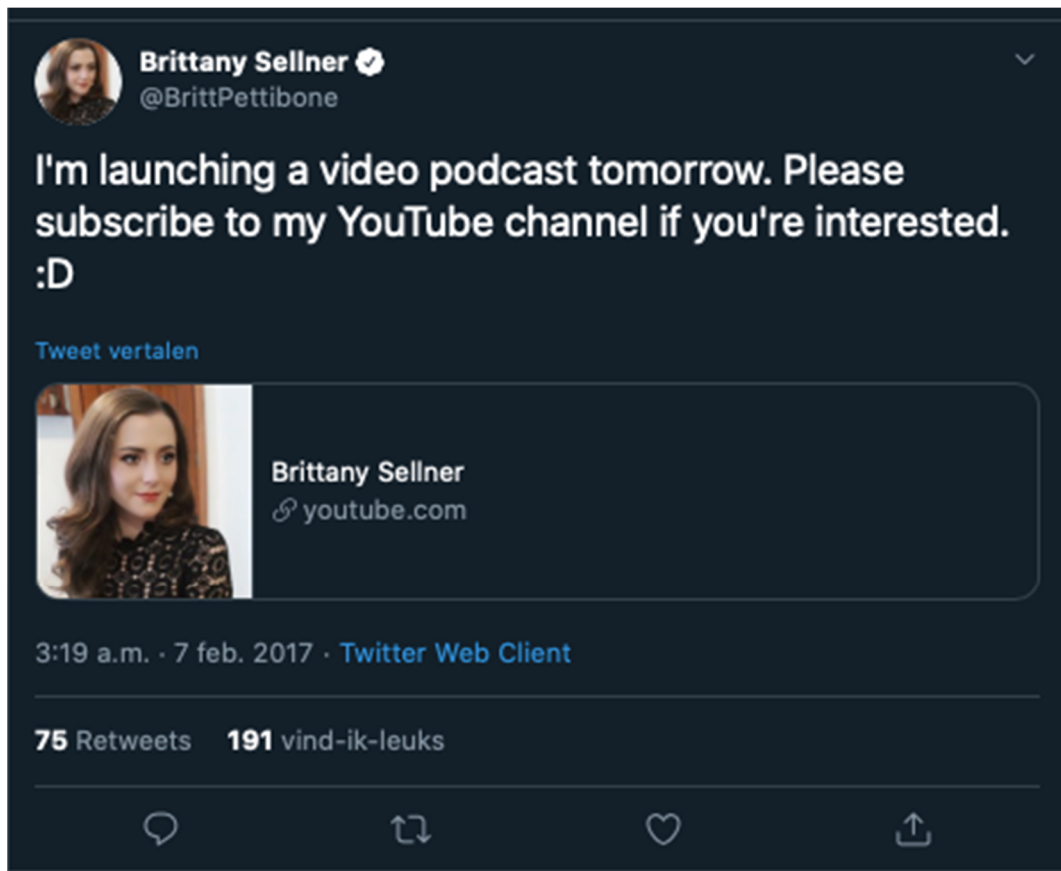 Brittany Sellner
@BrittPettibone
I'm launching a video podcast tomorrow. Please
subscribe to my YouTube channel if you're interested.
:D
Tweet vertalen
Brittany Sellner
youtube.com
3:19 a.m. · 7 feb. 2017 · Twitter Web Client
75 Retweets 191 vind-ik-leuks